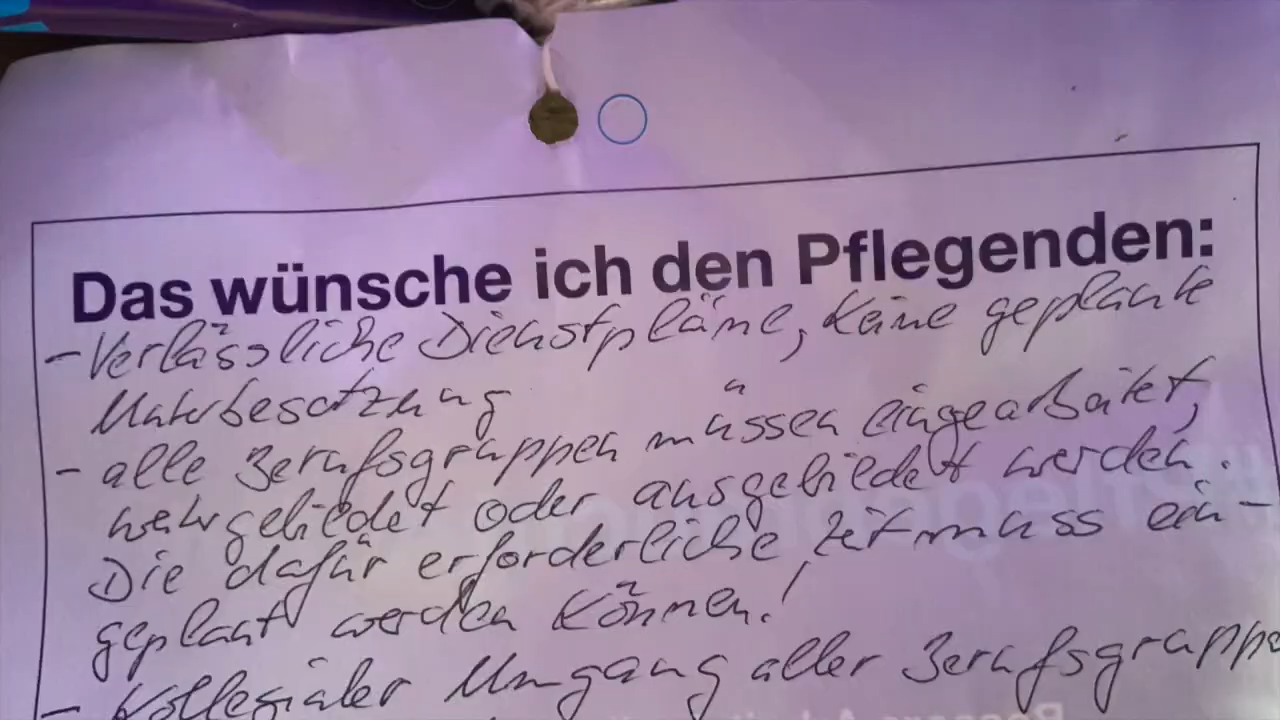 Das wünsche ich den Pflegenden:
- Verlässliche Dienstpläne, keine geplante
Unterbesetzung
- alle Berufsgruppen müssen eingearbeitet,
gebildet oder ausgebildet werden.
Die dafür erforderliche Zeit muss ein-
geplant werden können!
- Kollegialer Umgang aller Berufsgruppe